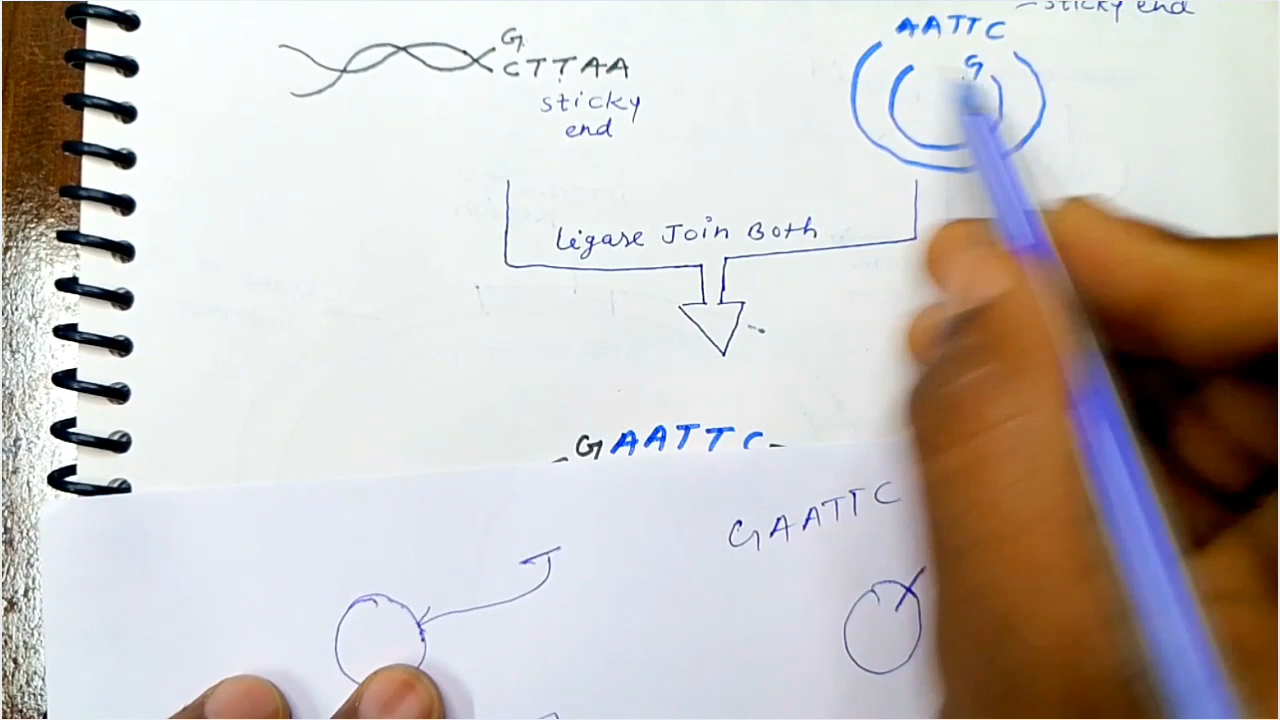 - sticky end
G
CTTAA
sticky
end
AATTC
G
Ligase Join Both
GAATTC
GAATTC